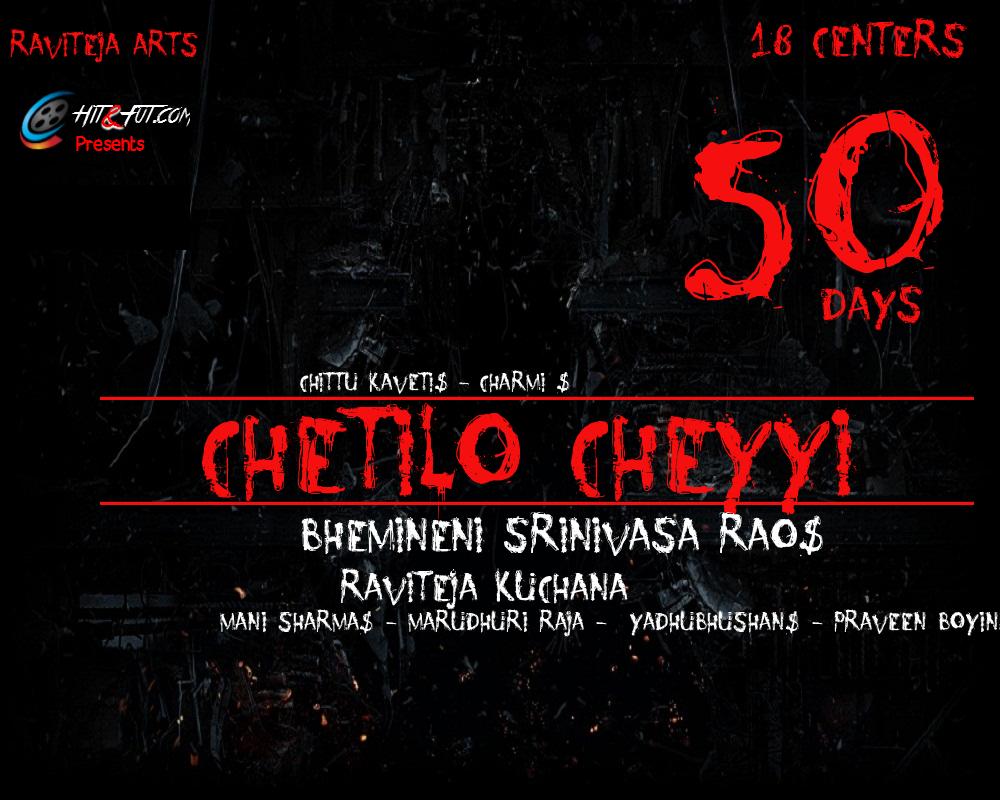 RAVITEJA ARTS
18 CENTERS
HIT&FUT.COM
Presents
50
DAYS
CHITTU KAVETI$ - CHARMI $
CHETILO CHEYYI
BHEMINENI SRINIVASA RAO$
RAVITEJA KUCHANA
MANI SHARMA$ - MARUDHURI RAJA - YADHUBHUSHAN$ - PRAVEEN BOYIN